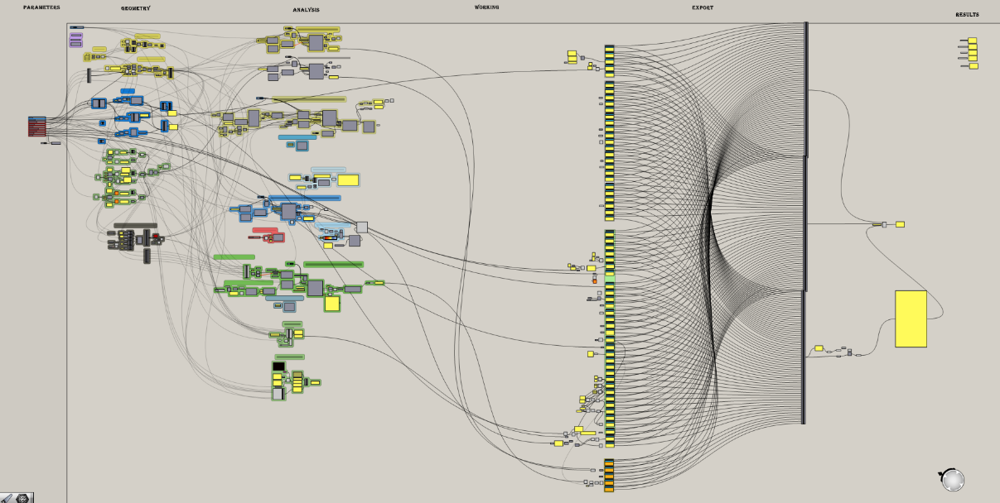 PARAMETERS
GEOMETRY
ANALYSIS
WORKING
EXPORT
RESULTS